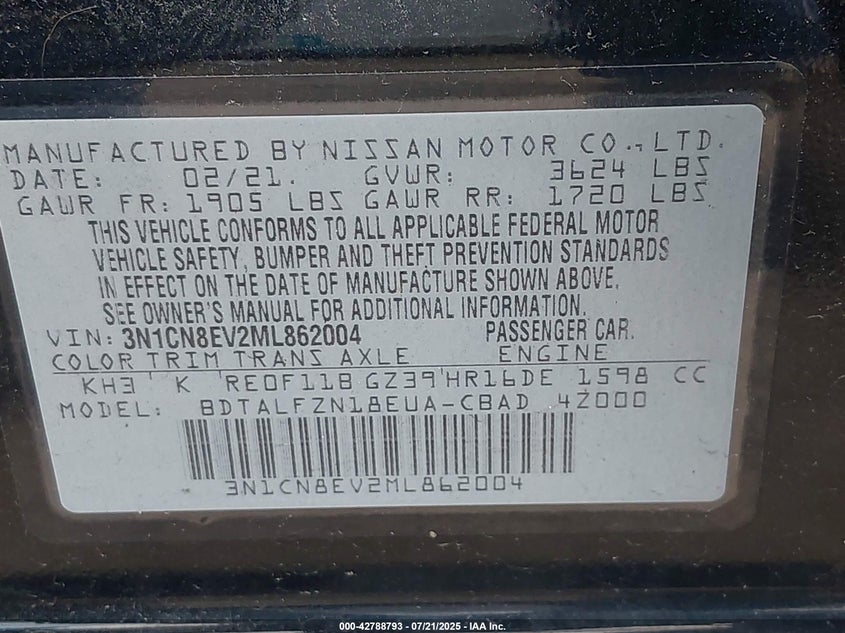 MANUFACTURED BY NISSAN MOTOR CO., LTD.
DATE: 02/21. GVWR: 3624 LBS
GAWR FR: 1905 LBS GAWR RR: 1720 LBS
THIS VEHICLE CONFORMS TO ALL APPLICABLE FEDERAL MOTOR
VEHICLE SAFETY, BUMPER AND THEFT PREVENTION STANDARDS
IN EFFECT ON THE DATE OF MANUFACTURE SHOWN ABOVE.
SEE OWNER'S MANUAL FOR ADDITIONAL INFORMATION.
VIN: 3N1CN8EV2ML862004 PASSENGER CAR.
COLOR TRIM TRANS AXLE ENGINE
KH3 K RE0F11B GZ39 HR16DE 1598 CC
MODEL: BDTALFZN18EUA-CBAD 4Z000
3N1CN8EV2ML862004
000-42788793 - 07/21/2025 - IAA Inc.